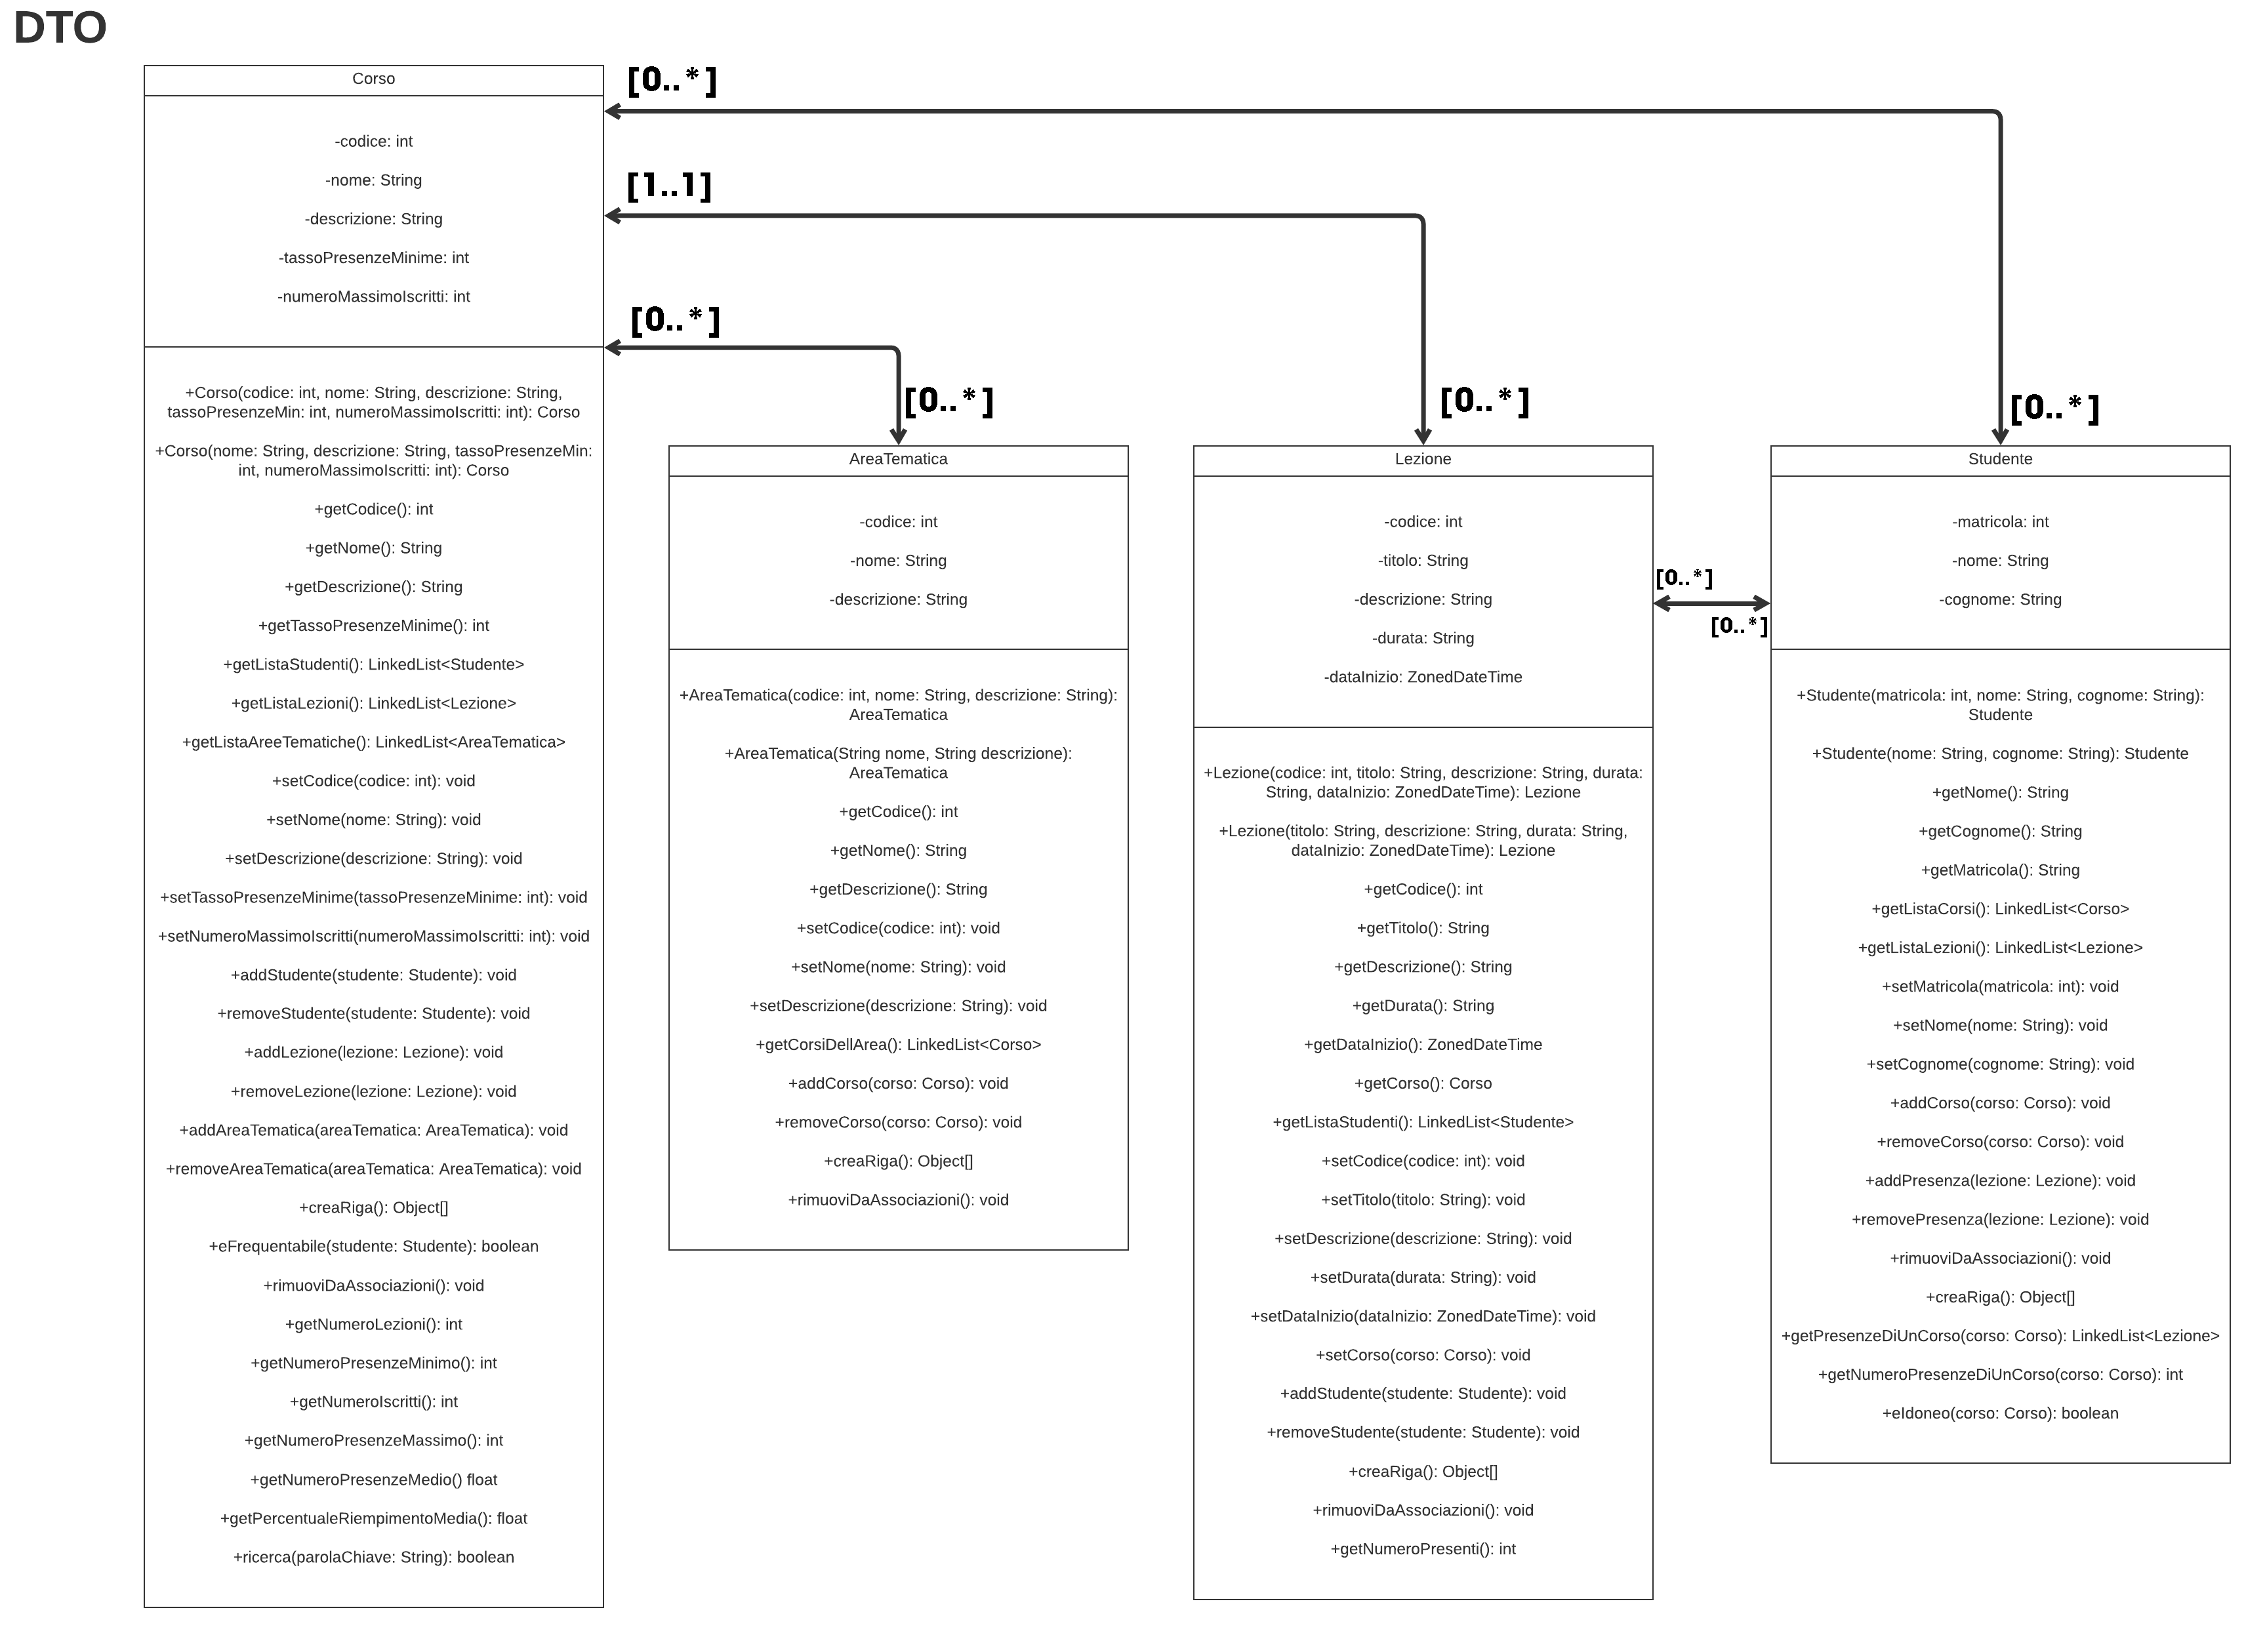 DTO
Corso
-codice: int
-nome: String
-descrizione: String
-tassoPresenzeMinime: int
-numeroMassimoIscritti: int
+Corso(codice: int, nome: String, descrizione: String,
tassoPresenzeMin: int, numeroMassimoIscritti: int): Corso
+Corso(nome: String, descrizione: String, tassoPresenzeMin:
int, numeroMassimoIscritti: int): Corso
+getCodice(): int
+getNome(): String
+getDescrizione(): String
+getTassoPresenzeMinime(): int
+getListaStudenti(): LinkedList<Studente>
+getListaLezioni(): LinkedList<Lezione>
+getListaAreeTematiche(): LinkedList<AreaTematica>
+setCodice(codice: int): void
+setNome(nome: String): void
+setDescrizione(descrizione: String): void
+setTassoPresenzeMinime(tassoPresenzeMinime: int): void
+setNumeroMassimoIscritti(numeroMassimoIscritti: int): void
+addStudente(studente: Studente): void
+removeStudente(studente: Studente): void
+addLezione(lezione: Lezione): void
+removeLezione(lezione: Lezione): void
+addAreaTematica(areaTematica: AreaTematica): void
+removeAreaTematica(areaTematica: AreaTematica): void
+creaRiga(): Object[]
+eFrequentabile(studente: Studente): boolean
+rimuoviDaAssociazioni(): void
+getNumeroLezioni(): int
+getNumeroPresenzeMinimo(): int
+getNumeroIscritti(): int
+getNumeroPresenzeMassimo(): int
+getNumeroPresenzeMedio() float
+getPercentualeRiempimentoMedia(): float
+ricerca(parolaChiave: String): boolean
[0..*]
[1..1]
[0..*]
[0..*]
[0..*]
[0..*]
AreaTematica
-codice: int
-nome: String
-descrizione: String
+AreaTematica(codice: int, nome: String, descrizione: String):
AreaTematica
+AreaTematica(String nome, String descrizione):
AreaTematica
+getCodice(): int
+getNome(): String
+getDescrizione(): String
+setCodice(codice: int): void
+setNome(nome: String): void
+setDescrizione(descrizione: String): void
+getCorsiDellArea(): LinkedList<Corso>
+addCorso(corso: Corso): void
+removeCorso(corso: Corso): void
+creaRiga(): Object[]
+rimuoviDaAssociazioni(): void
Lezione
-codice: int
-titolo: String
-descrizione: String
-durata: String
-dataInizio: ZonedDateTime
+Lezione(codice: int, titolo: String, descrizione: String, durata:
String, dataInizio: ZonedDateTime): Lezione
+Lezione(titolo: String, descrizione: String, durata: String,
dataInizio: ZonedDateTime): Lezione
+getCodice(): int
+getTitolo(): String
+getDescrizione(): String
+getDurata(): String
+getDataInizio(): ZonedDateTime
+getCorso(): Corso
+getListaStudenti(): LinkedList<Studente>
+setCodice(codice: int): void
+setTitolo(titolo: String): void
+setDescrizione(descrizione: String): void
+setDurata(durata: String): void
+setDataInizio(dataInizio: ZonedDateTime): void
+setCorso(corso: Corso): void
+addStudente(studente: Studente): void
+removeStudente(studente: Studente): void
+creaRiga(): Object[]
+rimuoviDaAssociazioni(): void
+getNumeroPresenti(): int
[0..*]
[0..*]
Studente
-matricola: int
-nome: String
-cognome: String
+Studente(matricola: int, nome: String, cognome: String):
Studente
+Studente(nome: String, cognome: String): Studente
+getNome(): String
+getCognome(): String
+getMatricola(): String
+getListaCorsi(): LinkedList<Corso>
+getListaLezioni(): LinkedList<Lezione>
+setMatricola(matricola: int): void
+setNome(nome: String): void
+setCognome(cognome: String): void
+addCorso(corso: Corso): void
+removeCorso(corso: Corso): void
+addPresenza(lezione: Lezione): void
+removePresenza(lezione: Lezione): void
+rimuoviDaAssociazioni(): void
+creaRiga(): Object[]
+getPresenzeDiUnCorso(corso: Corso): LinkedList<Lezione>
+getNumeroPresenzeDiUnCorso(corso: Corso): int
+eIdoneo(corso: Corso): boolean